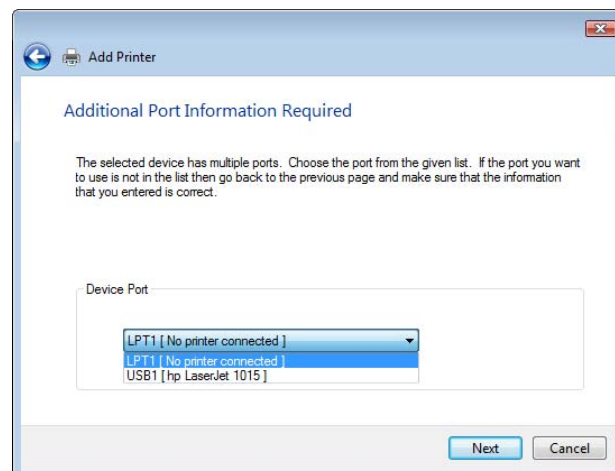 Add Printer
Additional Port Information Required
The selected device has multiple ports. Choose the port from the given list. If the port you want
to use is not in the list then go back to the previous page and make sure that the information
that you entered is correct.
Device Port
LPT1 [ No printer connected ]
LPT1 [ No printer connected ]
USB1 [ hp LaserJet 1015 ]
Next
Cancel